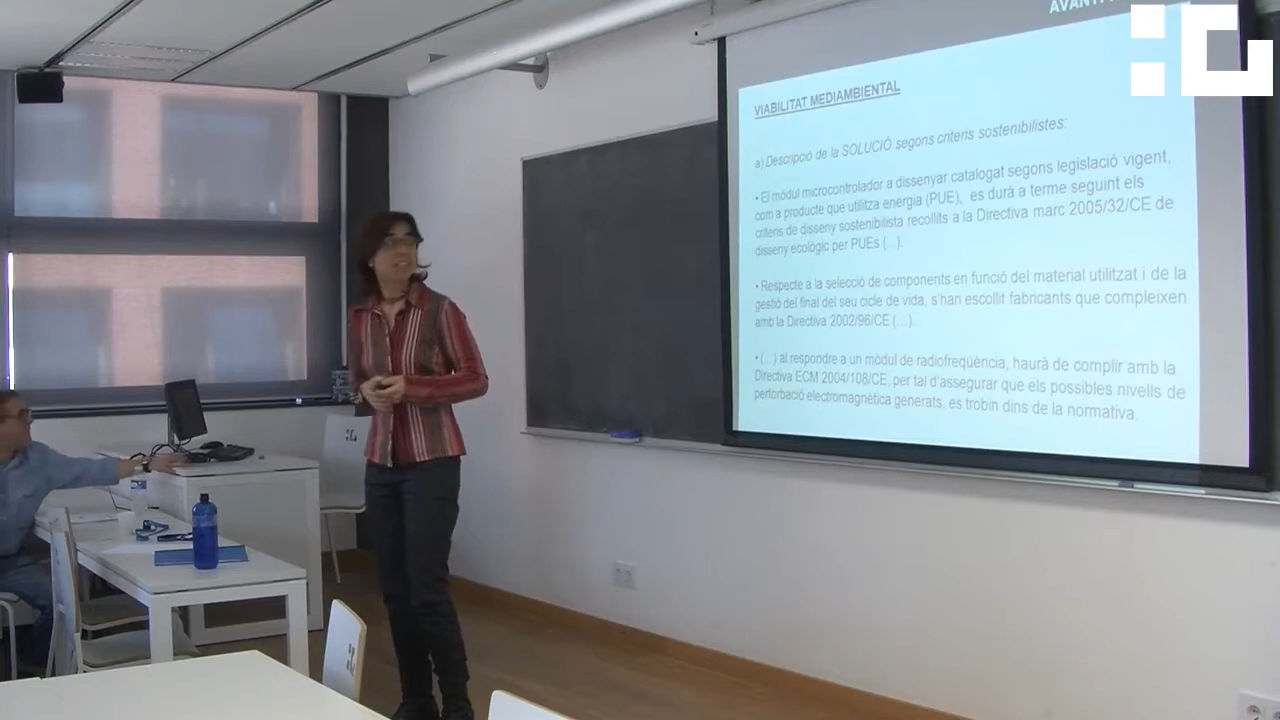 VIABILITAT MEDIAMBIENTAL
a) Descripció de la SOLUCIÓ segons criteris sostenibilistes:
• El mòdul microcontrolador a dissenyar catalogat segons legislació vigent,
com a producte que utilitza energia (PUE), es durà a terme seguint els
criteris de disseny sostenibilista recollits a la Directiva marc 2005/32/CE de
disseny ecològic per PUEs (...).
• Respecte a la selecció de components en funció del material utilitzat i de la
gestió del final del seu cicle de vida, s'han escollit fabricants que compleixen
amb la Directiva 2002/96/CE (...).
• (...) al respondre a un mòdul de radiofreqüència, haurà de complir amb la
Directiva ECM 2004/108/CE, per tal d'assegurar que els possibles nivells de
pertorbació electromagnètica generats, es trobin dins de la normativa.